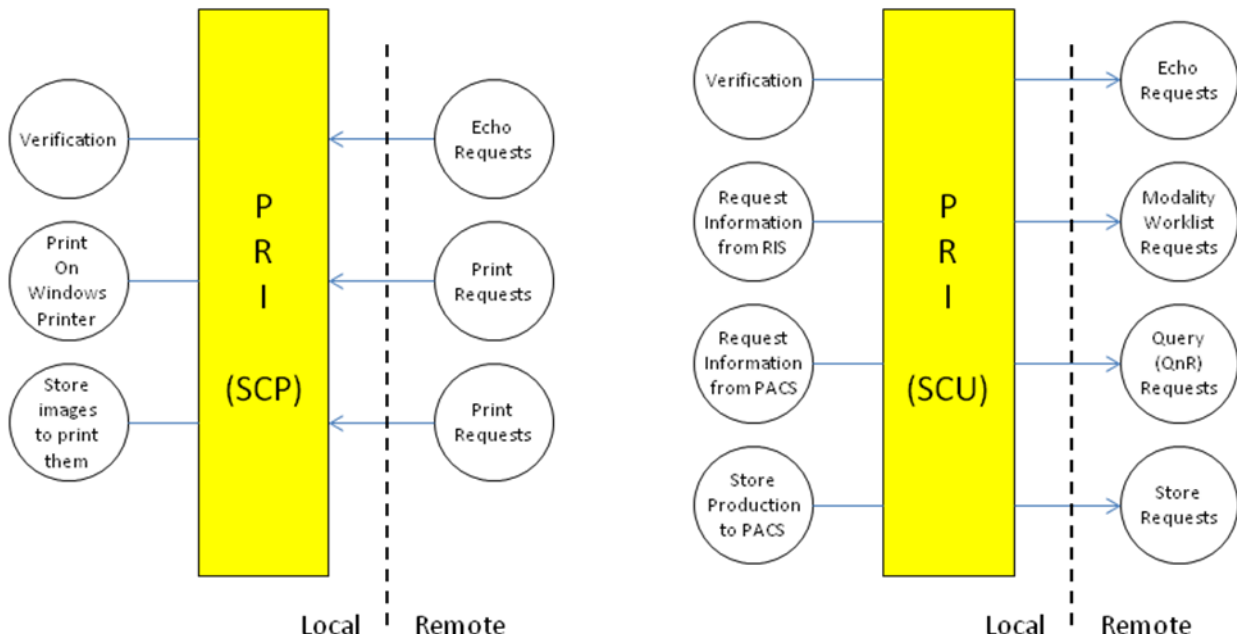 Verification
Print
On
Windows
Printer
Store
images
to print
them
P
R
I
(SCP)
Echo
Requests
Print
Requests
Print
Requests
Local
Remote
Verification
Request
Information
from RIS
Request
Information
from PACS
Store
Production
to PACS
P
R
I
(SCU)
Echo
Requests
Modality
Worklist
Requests
Query
(QnR)
Requests
Store
Requests
Local
Remote